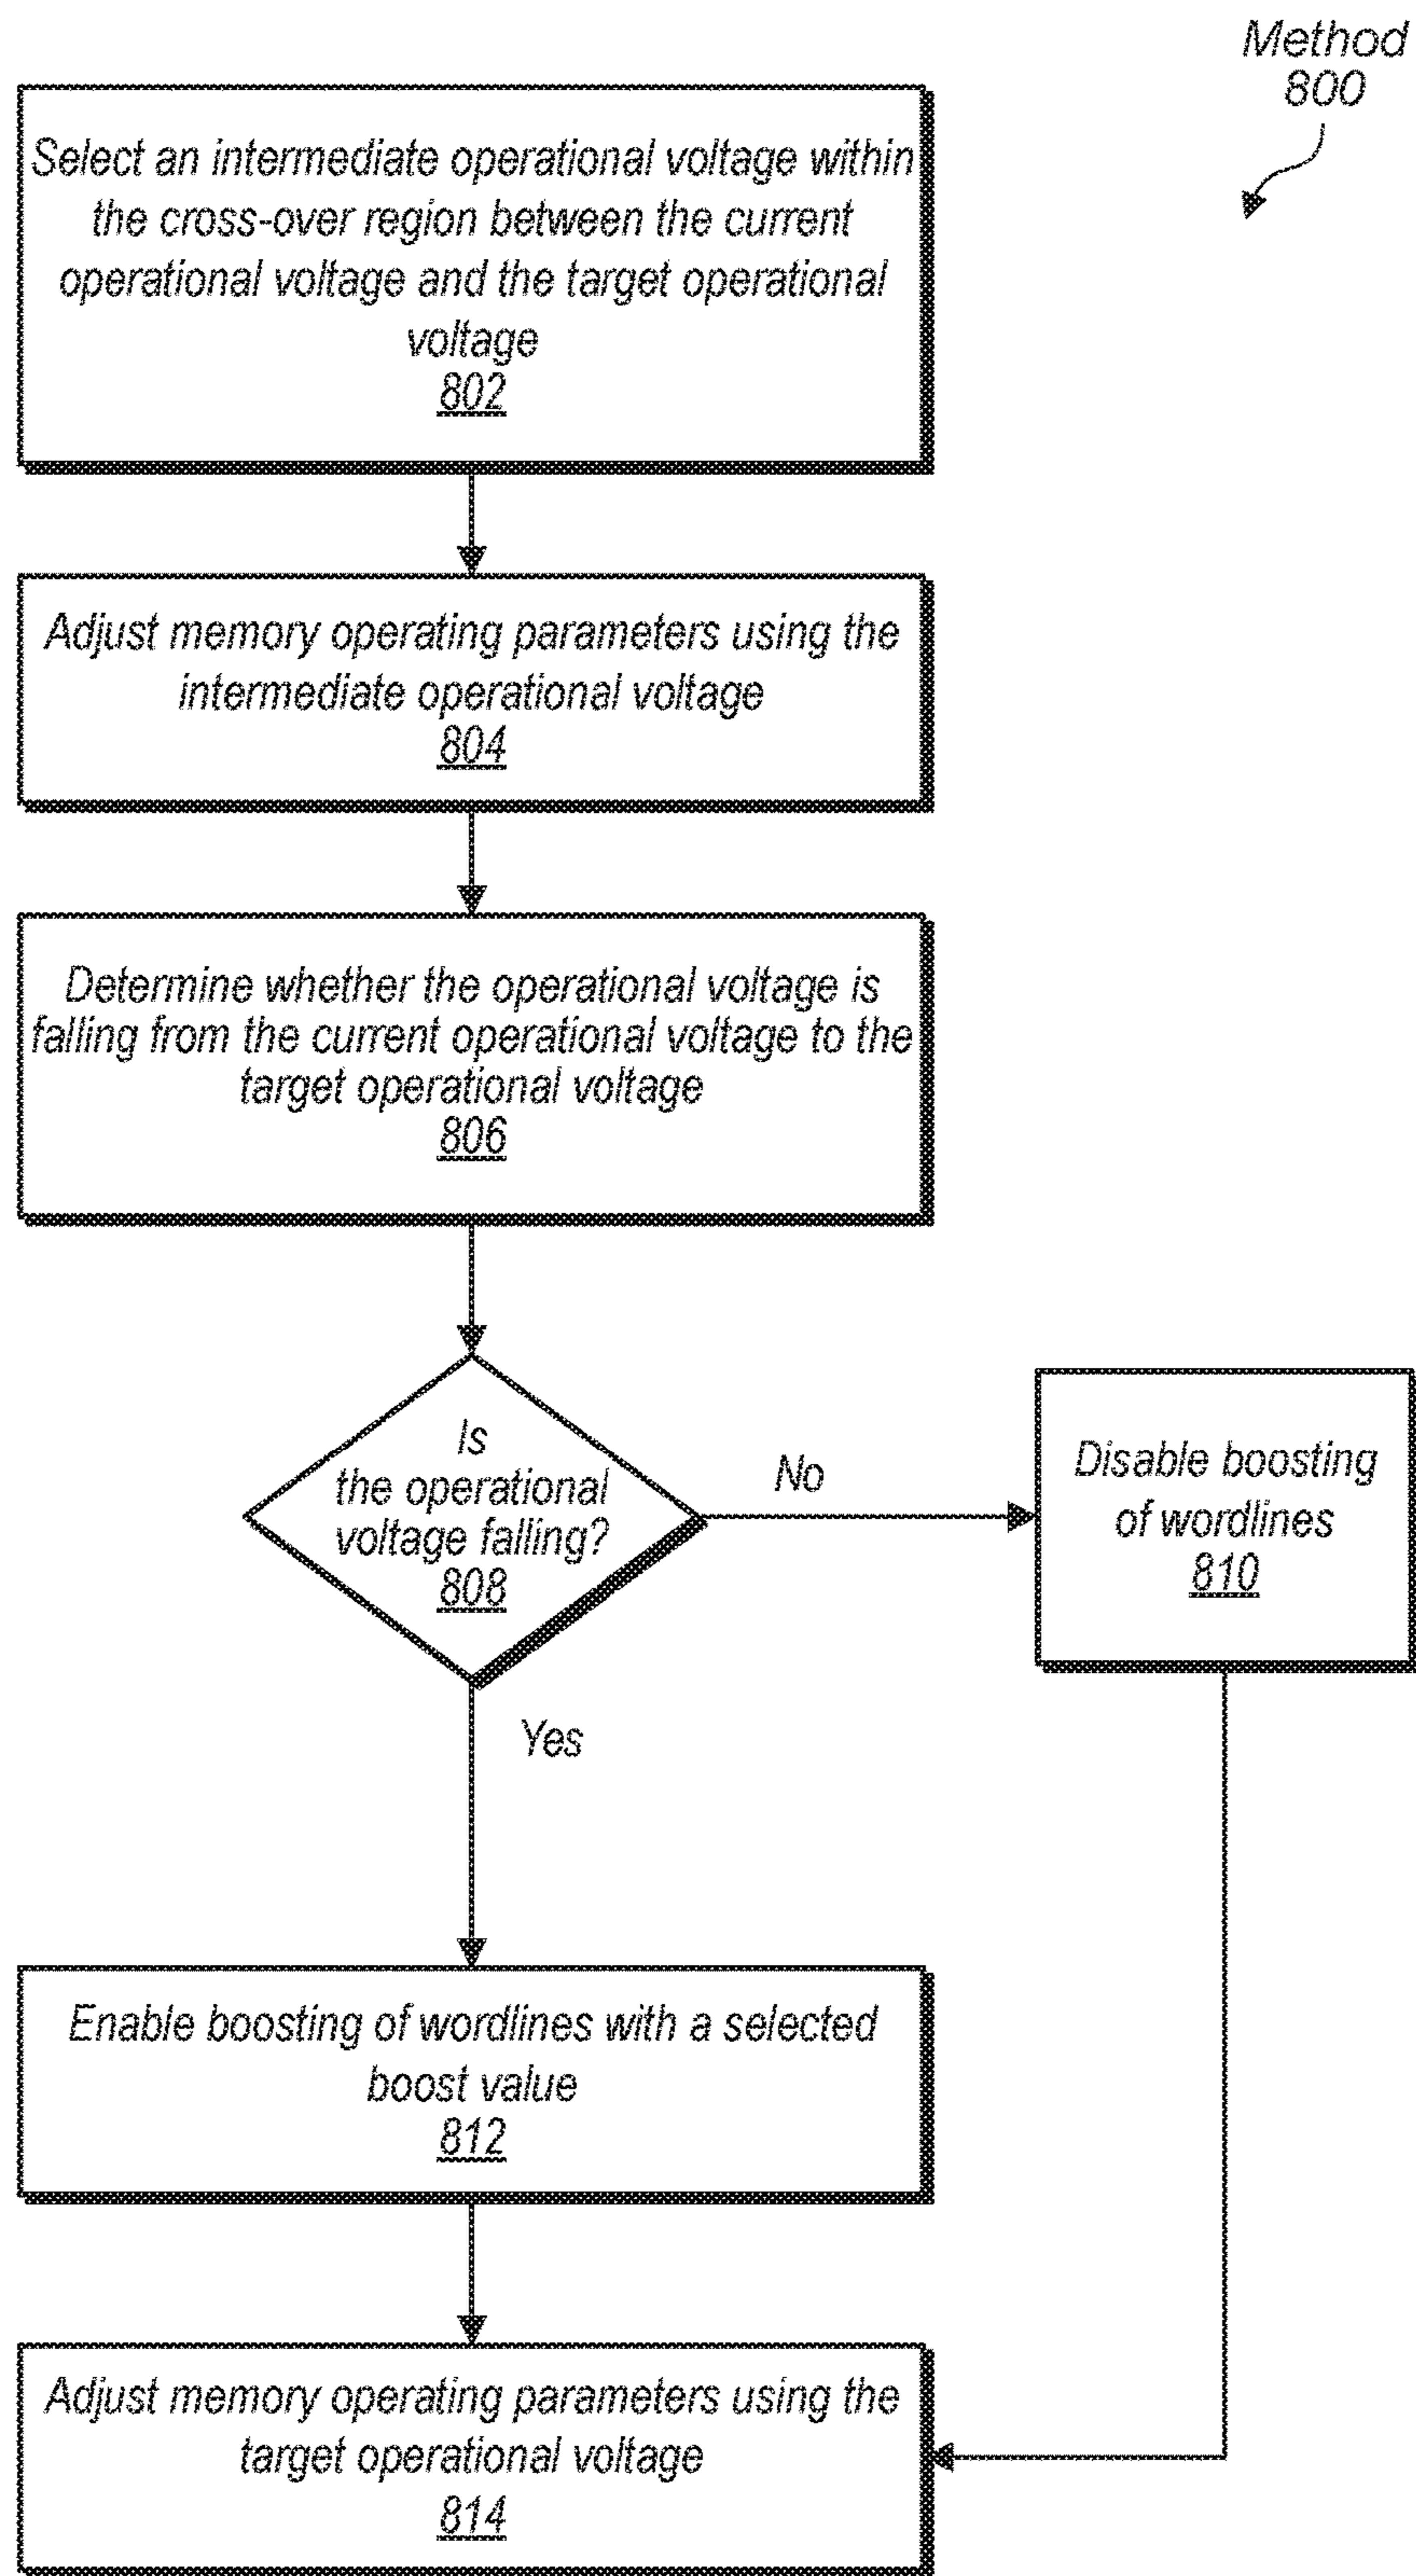 Method
800
Select an intermediate operational voltage within
the cross-over region between the current
operational voltage and the target operational
voltage
802
Adjust memory operating parameters using the
intermediate operational voltage
804
Determine whether the operational voltage is
falling from the current operational voltage to the
target operational voltage
806
Is
the operational
voltage falling?
808
No
Disable boosting
of wordlines
810
Yes
Enable boosting of wordlines with a selected
boost value
812
Adjust memory operating parameters using the
target operational voltage
814